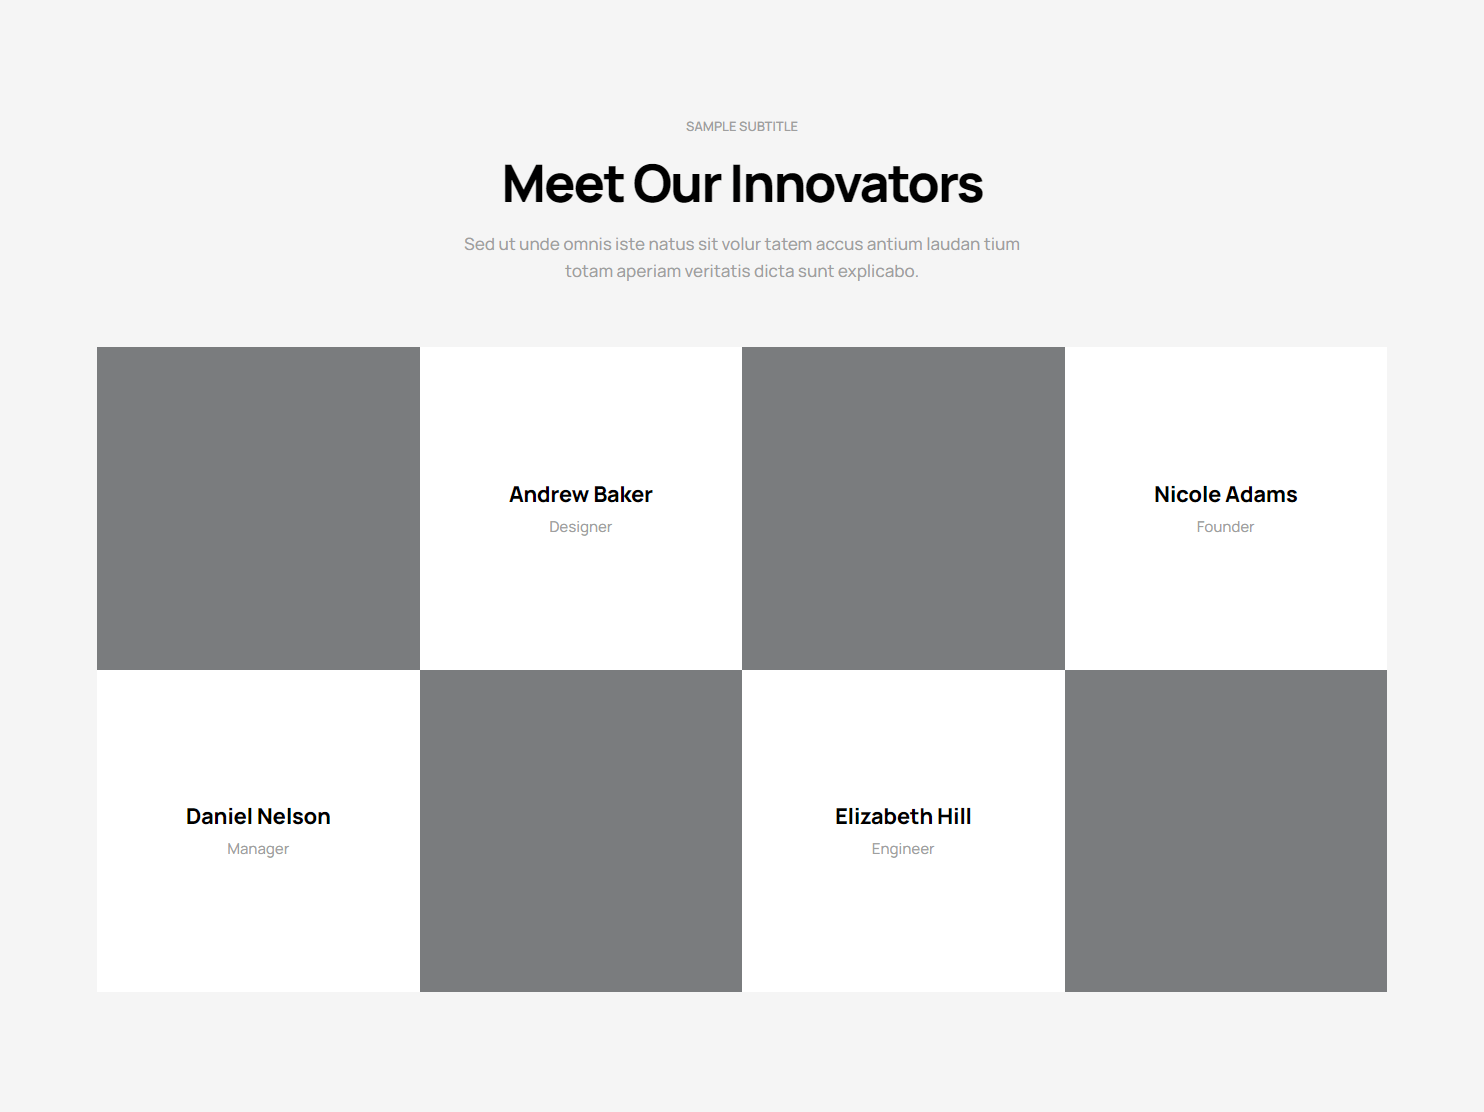 SAMPLE SUBTITLE
Meet Our Innovators
Sed ut unde omnis iste natus sit volur tatem accus antium laudan tium
totam aperiam veritatis dicta sunt explicabo.
Andrew Baker
Designer
Nicole Adams
Founder
Daniel Nelson
Manager
Elizabeth Hill
Engineer